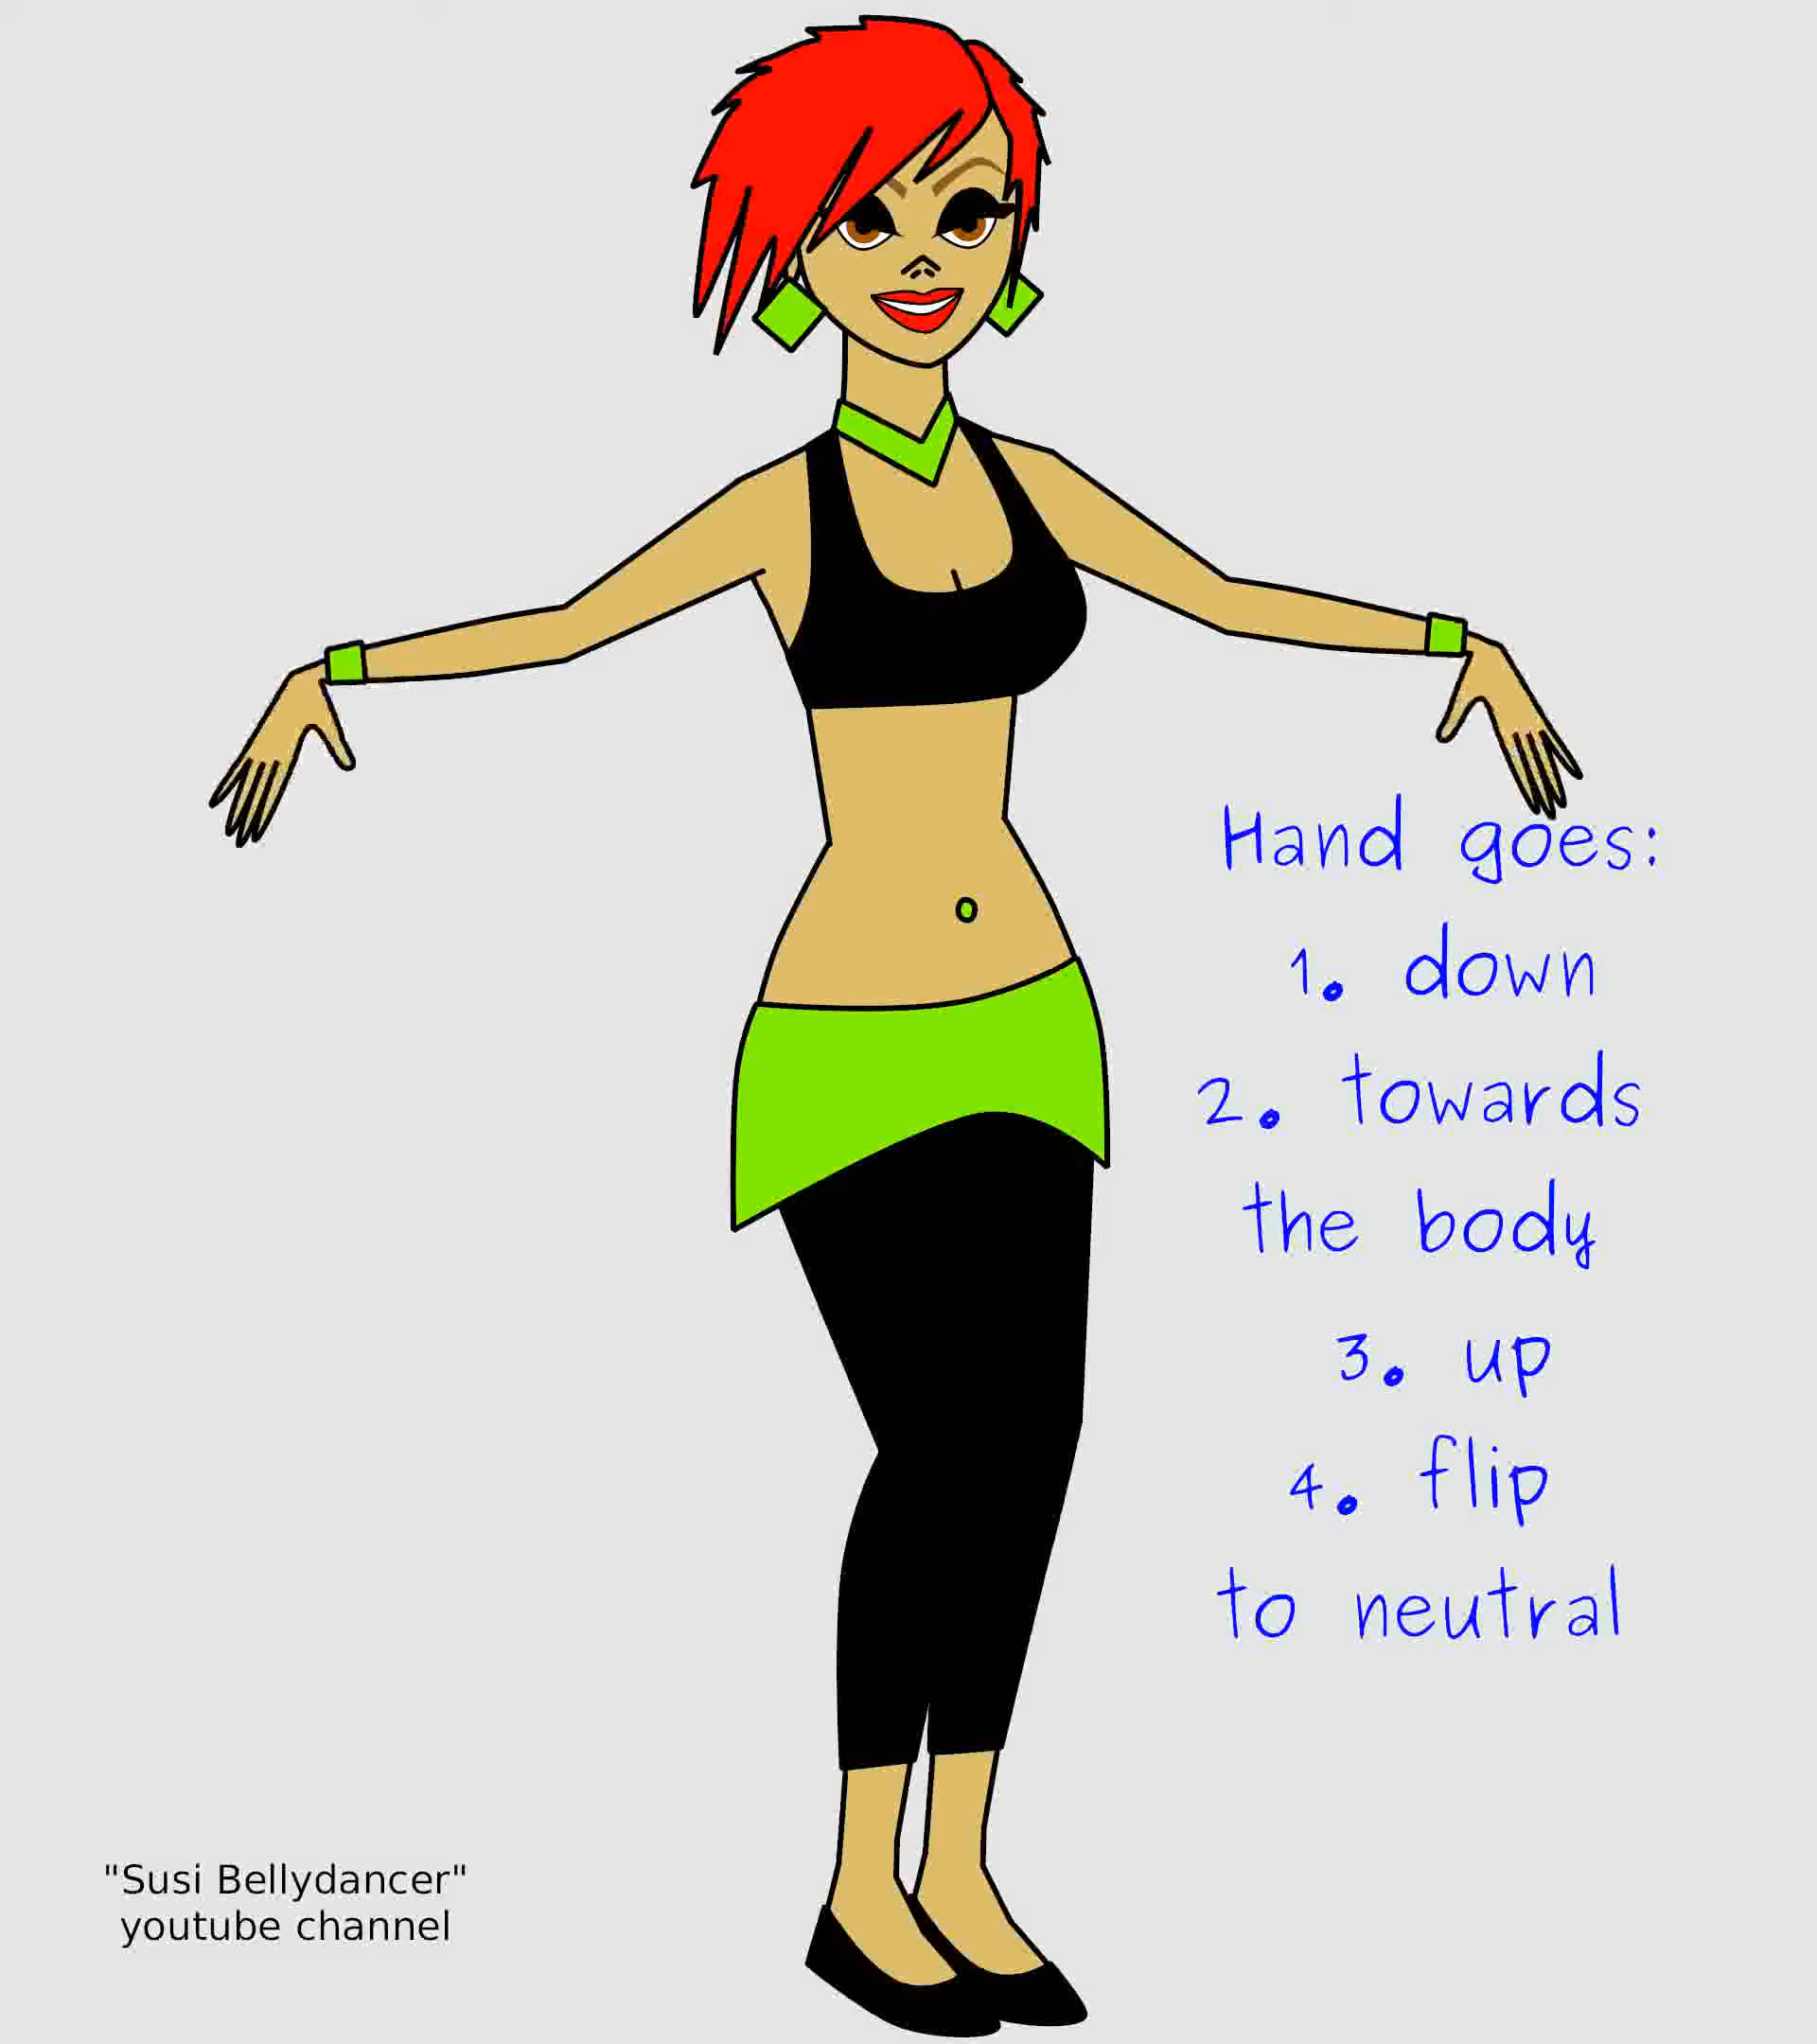 Hand goes:
1. down
2. towards
the body
3. up
4. flip
to neutral
"Susi Bellydancer"
youtube channel